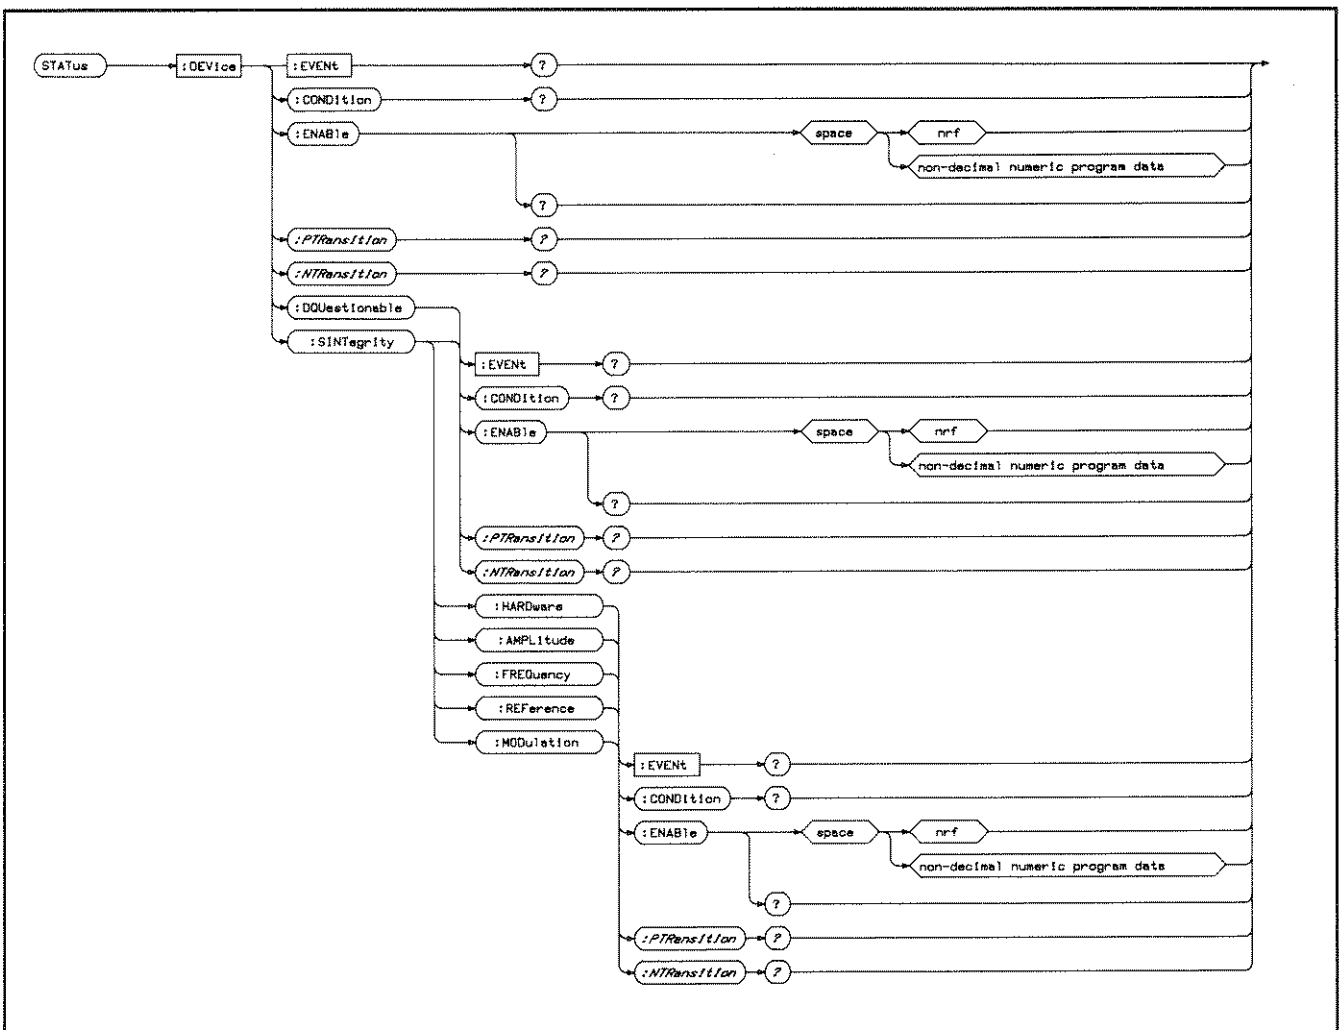 STATus :DEVice :EVENt ?
:CONDItion ?
:ENABle space nrf
non-decimal numeric program data
?
:PTRansition ?
:NTRansition ?
:DQUestionable
:SINTegrity
:EVENt ?
:CONDItion ?
:ENABle space nrf
non-decimal numeric program data
?
:PTRansition ?
:NTRansition ?
:HARDware
:AMPLitude
:FREQuency
:REFerence
:MODulation
:EVENt ?
:CONDItion ?
:ENABle space nrf
non-decimal numeric program data
?
:PTRansition ?
:NTRansition ?